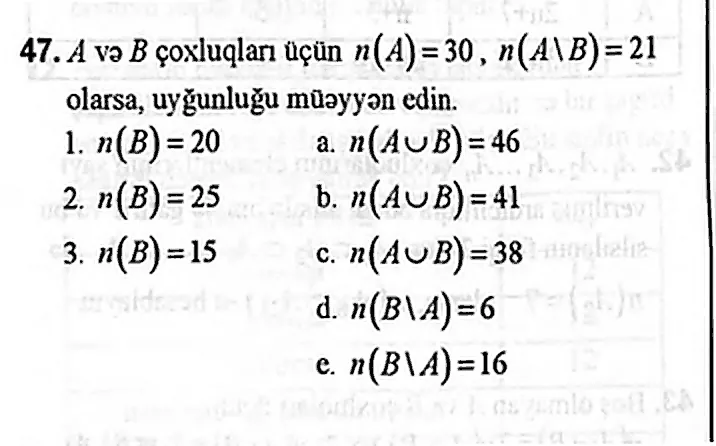 47. A və B çoxluqları üçün n(A)=30, n(A\B)=21
olarsa, uyğunluğu müəyyən edin.
1. n(B)=20 a. n(A∪B)=46
2. n(B)=25 b. n(A∪B)=41
3. n(B)=15 c. n(A∪B)=38
d. n(B\A)=6
e. n(B\A)=16